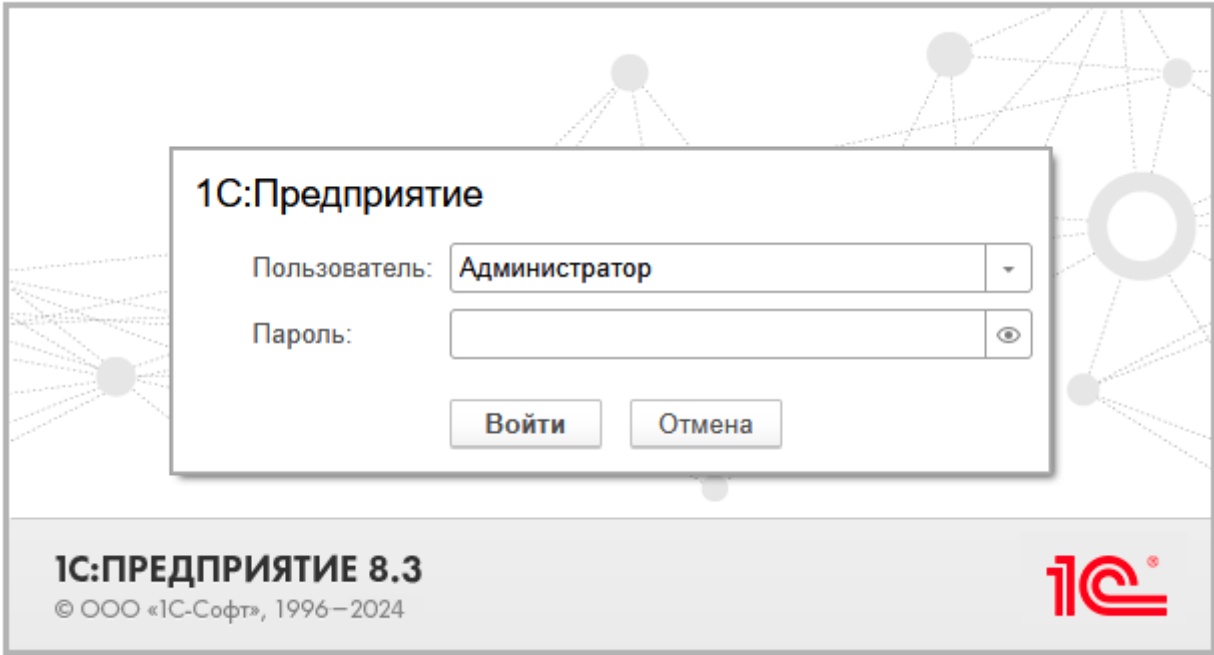 1С:Предприятие
Пользователь: Администратор
Пароль:
Войти Отмена
1С:ПРЕДПРИЯТИЕ 8.3
© ООО «1С-Софт», 1996–2024
1С®